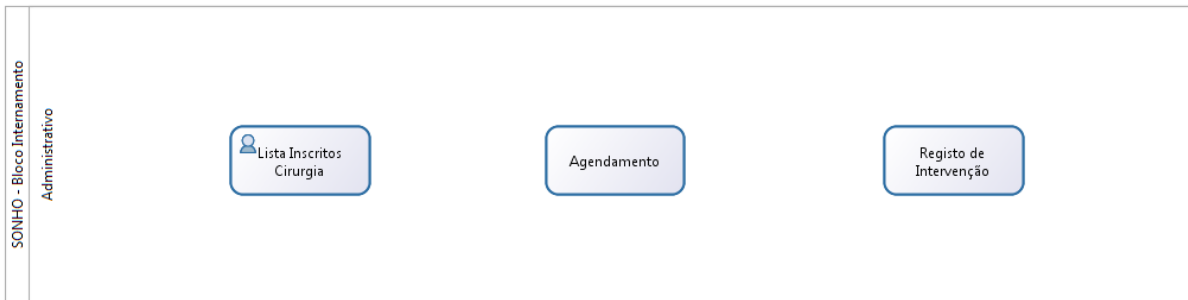 SONHO - Bloco Internamento
Administrativo
Lista Inscritos
Cirurgia
Agendamento
Registo de
Intervenção